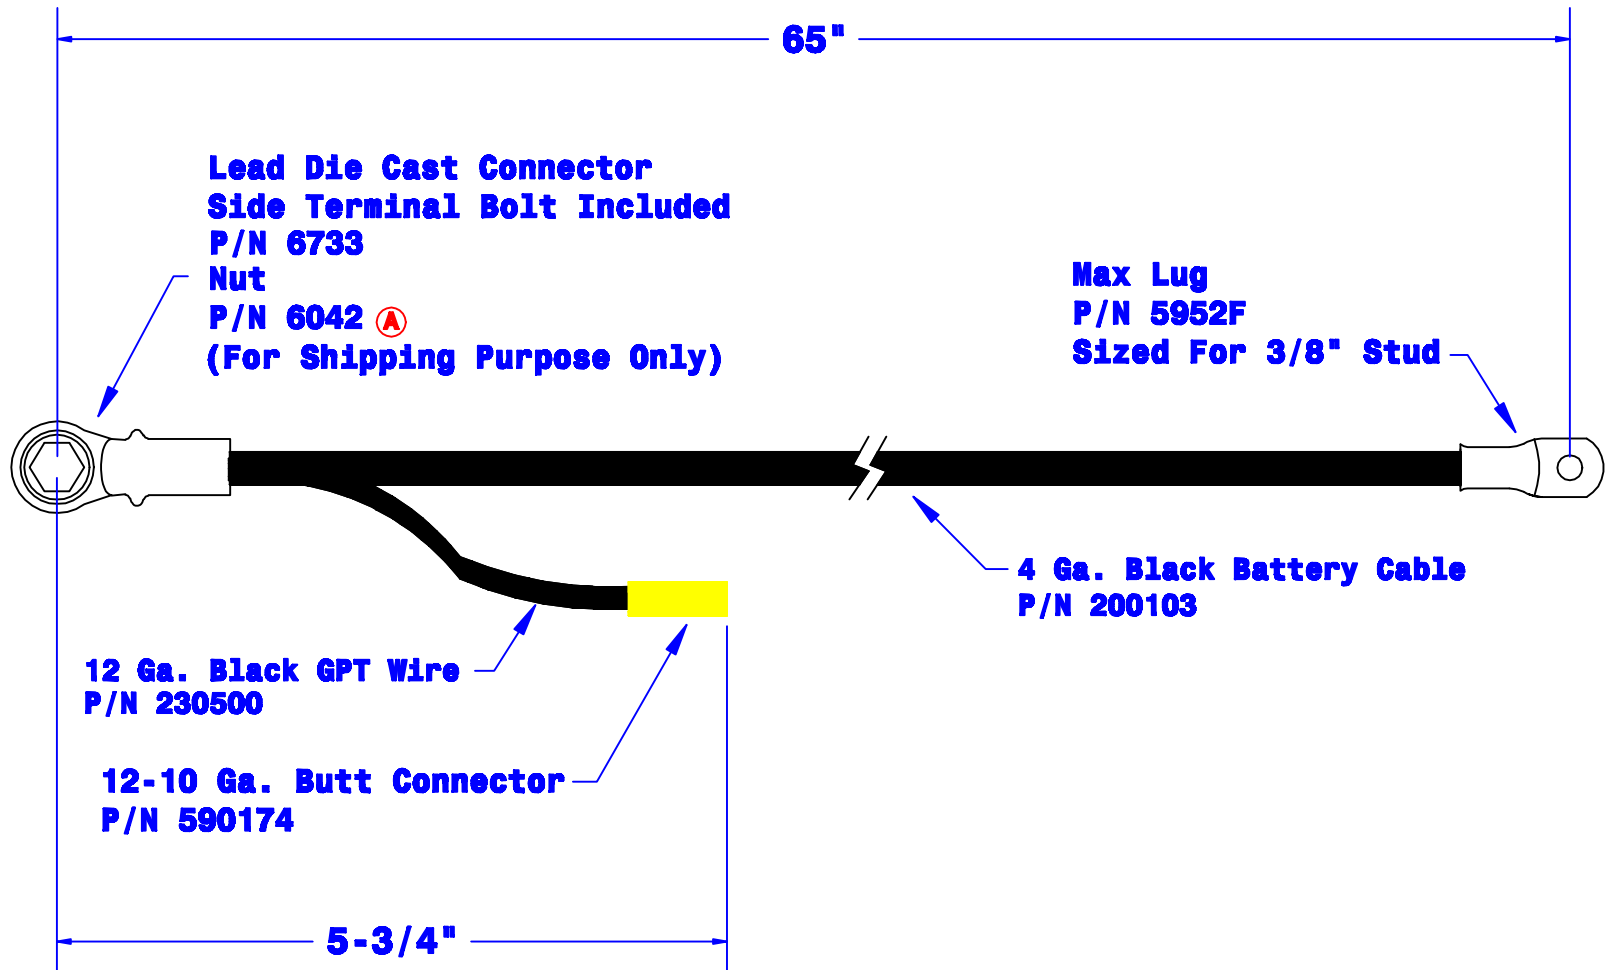 65"
Lead Die Cast Connector
Side Terminal Bolt Included
P/N 6733
Nut
P/N 6042 A
(For Shipping Purpose Only)
Max Lug
P/N 5952F
Sized For 3/8" Stud
4 Ga. Black Battery Cable
P/N 200103
12 Ga. Black GPT Wire
P/N 230500
12-10 Ga. Butt Connector
P/N 590174
5-3/4"